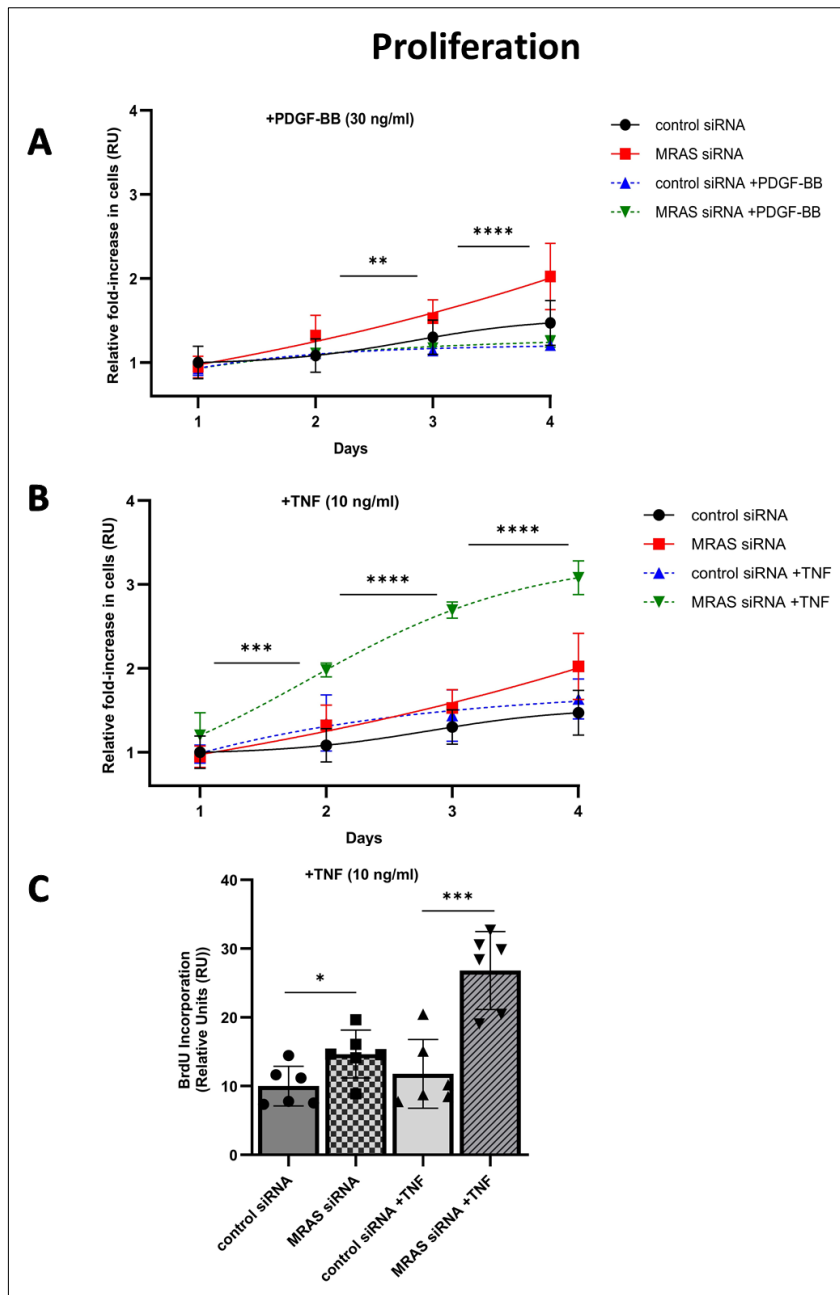 Proliferation
A
+PDGF-BB (30 ng/ml)
Relative fold-increase in cells (RU)
4
3
2
1
**
****
1 2 3 4
Days
control siRNA
MRAS siRNA
control siRNA +PDGF-BB
MRAS siRNA +PDGF-BB
B
+TNF (10 ng/ml)
Relative fold-increase in cells (RU)
4
3
2
1
***
****
****
1 2 3 4
Days
control siRNA
MRAS siRNA
control siRNA +TNF
MRAS siRNA +TNF
C
+TNF (10 ng/ml)
BrdU Incorporation
(Relative Units (RU)
40
30
20
10
0
*
***
control siRNA
MRAS siRNA
control siRNA +TNF
MRAS siRNA +TNF